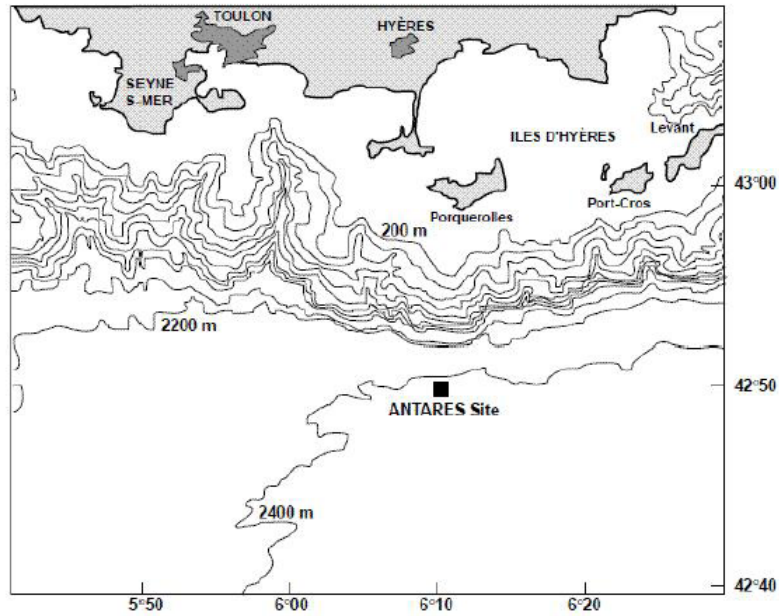 TOULON
HYÈRES
SEYNE
S-MER
ILES D'HYÈRES
Levant
43°00
Porquerolles
Port-Cros
200 m
2200 m
42°50
ANTARES Site
2400 m
42°40
5°50
6°00
6°10
6°20